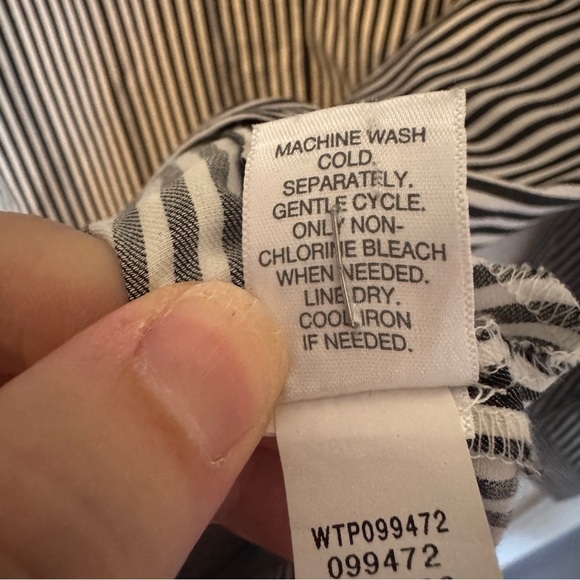 MACHINE WASH
COLD.
SEPARATELY.
GENTLE CYCLE.
ONLY NON-
CHLORINE BLEACH
WHEN NEEDED.
LINE DRY.
COOL IRON
IF NEEDED.
WTP099472
099472